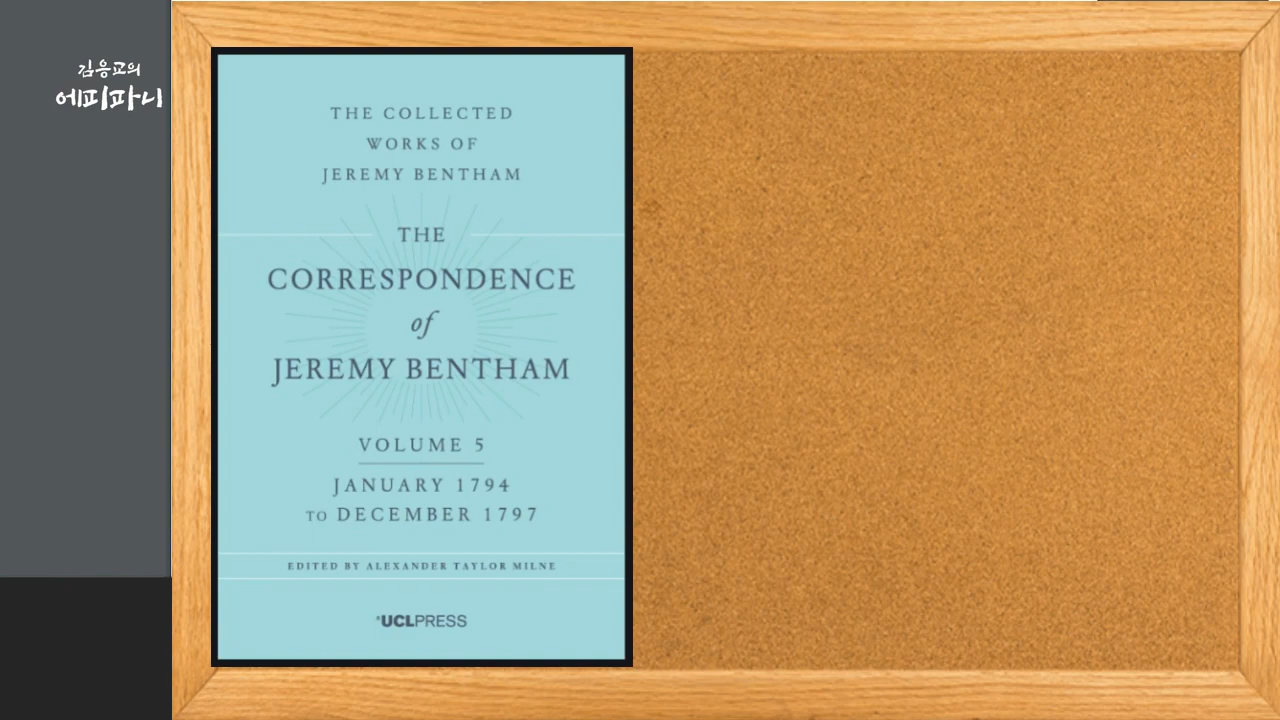 김응교의
에피파니
THE COLLECTED
WORKS OF
JEREMY BENTHAM
THE
CORRESPONDENCE
of
JEREMY BENTHAM
VOLUME 5
JANUARY 1794
TO DECEMBER 1797
EDITED BY ALEXANDER TAYLOR MILNE
UCLPRESS